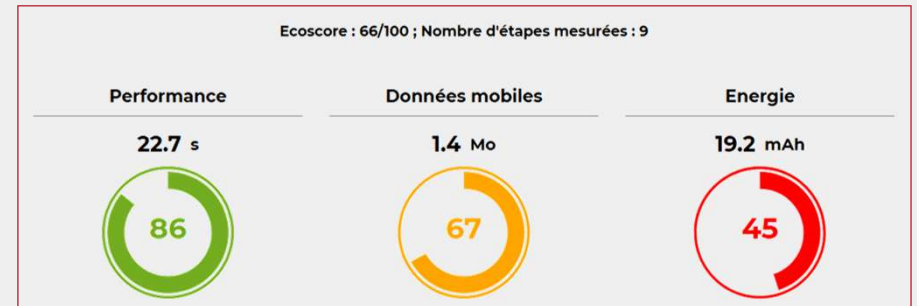 Ecoscore : 66/100 ; Nombre d'étapes mesurées : 9
Performance
22.7 s
86
Données mobiles
1.4 Mo
67
Energie
19.2 mAh
45